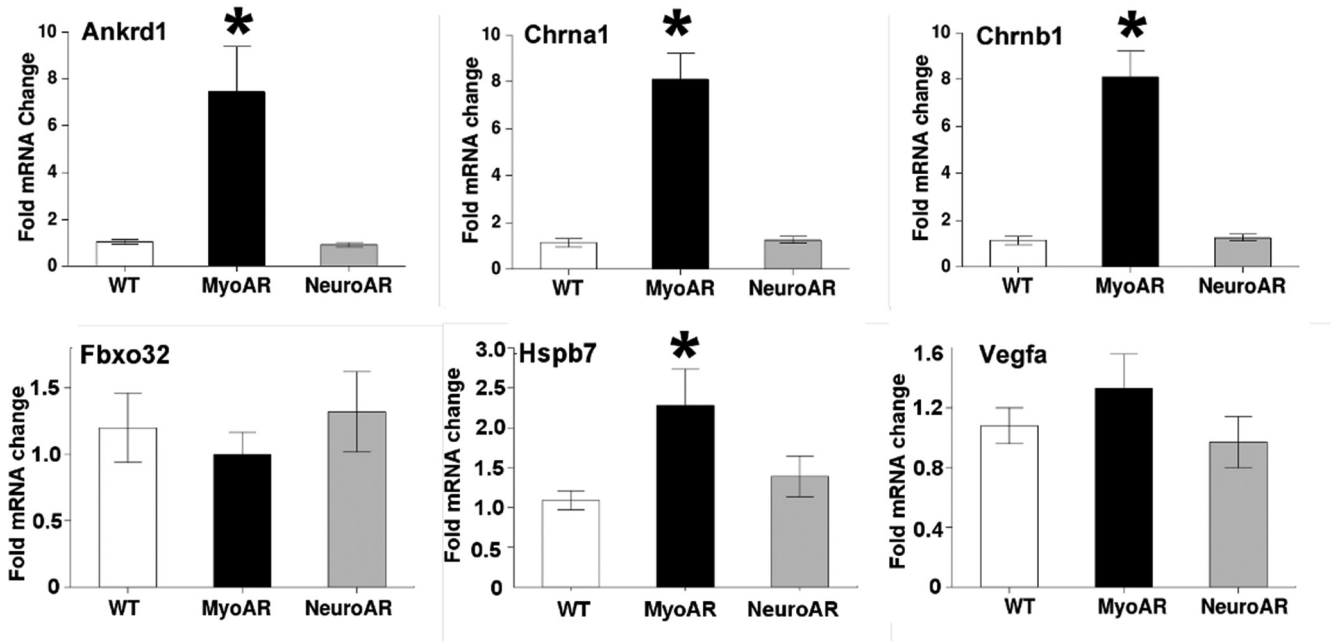 Ankrd1
*
Fold mRNA Change
10
8
6
4
2
0
WT MyoAR NeuroAR
Chrna1
*
Fold mRNA change
10
8
6
4
2
0
WT MyoAR NeuroAR
Chrnb1
*
Fold mRNA change
10
8
6
4
2
0
WT MyoAR NeuroAR
Fbxo32
Fold mRNA change
1.5
1.0
0.5
0
WT MyoAR NeuroAR
Hspb7
*
Fold mRNA change
3.0
2.5
2.0
1.5
1.0
0.5
0
WT MyoAR NeuroAR
Vegfa
Fold mRNA change
1.6
1.2
0.8
0.4
0
WT MyoAR NeuroAR